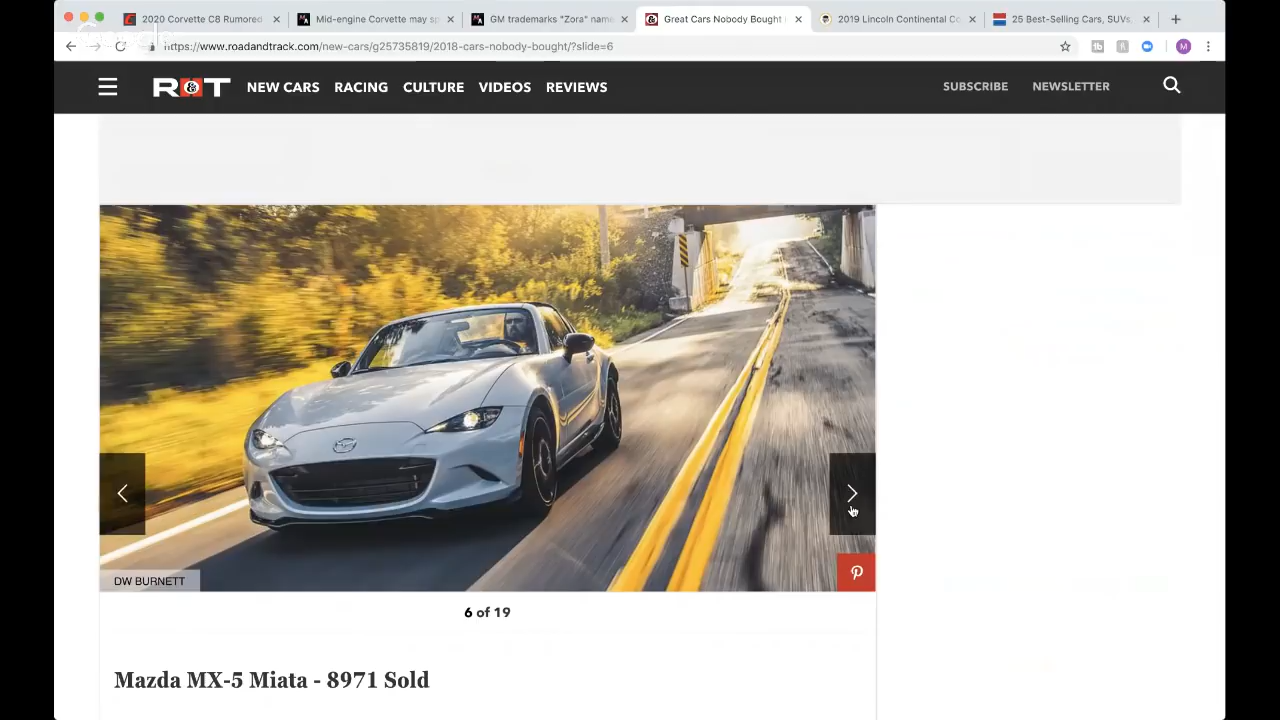 2020 Corvette C8 Rumored
Mid-engine Corvette may sp
GM trademarks "Zora" name
Great Cars Nobody Bought
2019 Lincoln Continental Co
25 Best-Selling Cars, SUVs,
https://www.roadandtrack.com/new-cars/g25735819/2018-cars-nobody-bought/?slide=6
M
R&T
NEW CARS
RACING
CULTURE
VIDEOS
REVIEWS
SUBSCRIBE
NEWSLETTER
DW BURNETT
6 of 19
Mazda MX-5 Miata - 8971 Sold